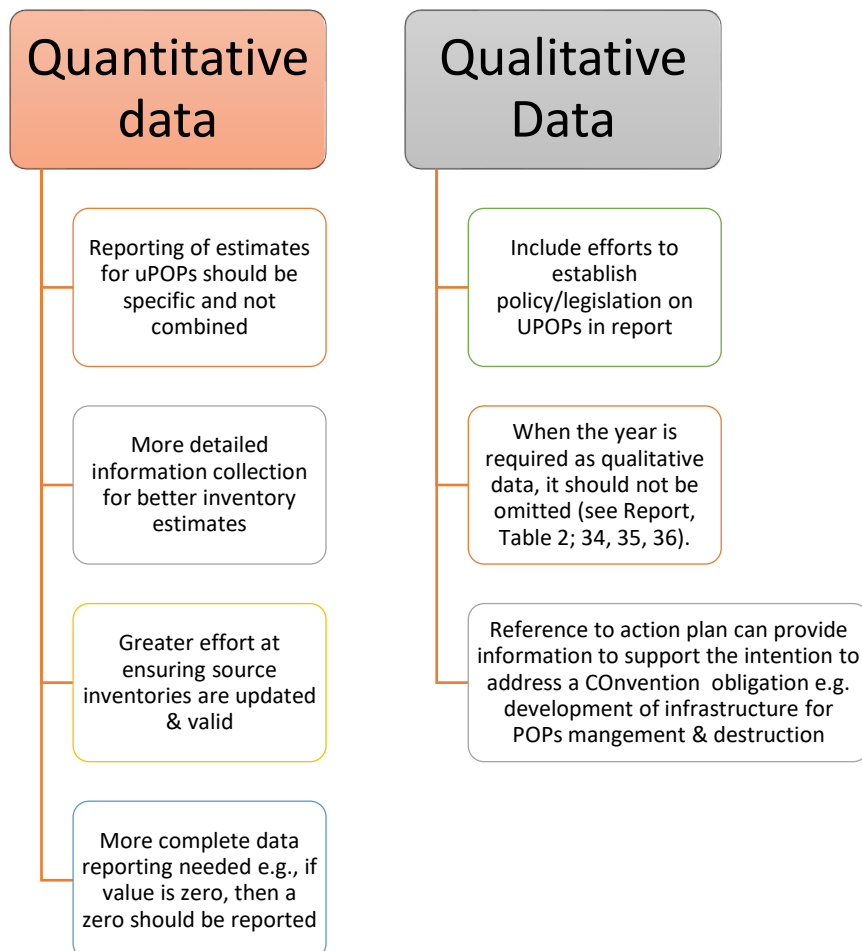 Quantitative
data
Reporting of estimates
for uPOPs should be
specific and not
combined
More detailed
information collection
for better inventory
estimates
Greater effort at
ensuring source
inventories are updated
& valid
More complete data
reporting needed e.g., if
value is zero, then a
zero should be reported
Qualitative
Data
Include efforts to
establish
policy/legislation on
UPOPs in report
When the year is
required as qualitative
data, it should not be
omitted (see Report,
Table 2; 34, 35, 36).
Reference to action plan can provide
information to support the intention to
address a COnvention obligation e.g.
development of infrastructure for
POPs mangement & destruction